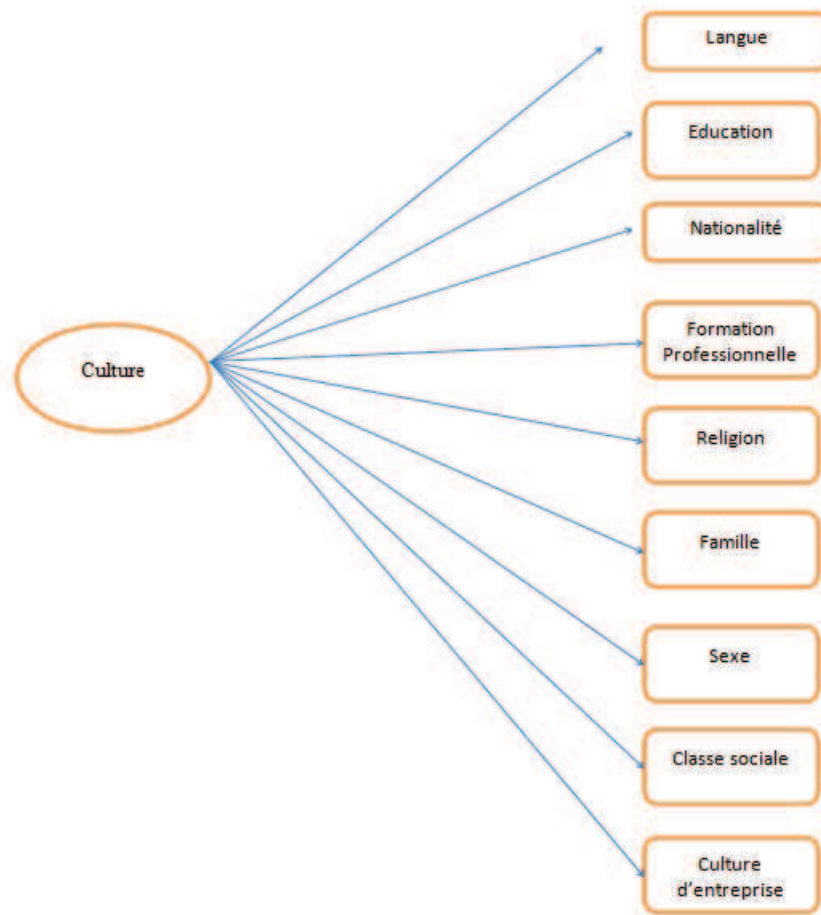 Langue
Education
Nationalité
Formation
Professionnelle
Culture
Religion
Famille
Sexe
Classe sociale
Culture
d'entreprise